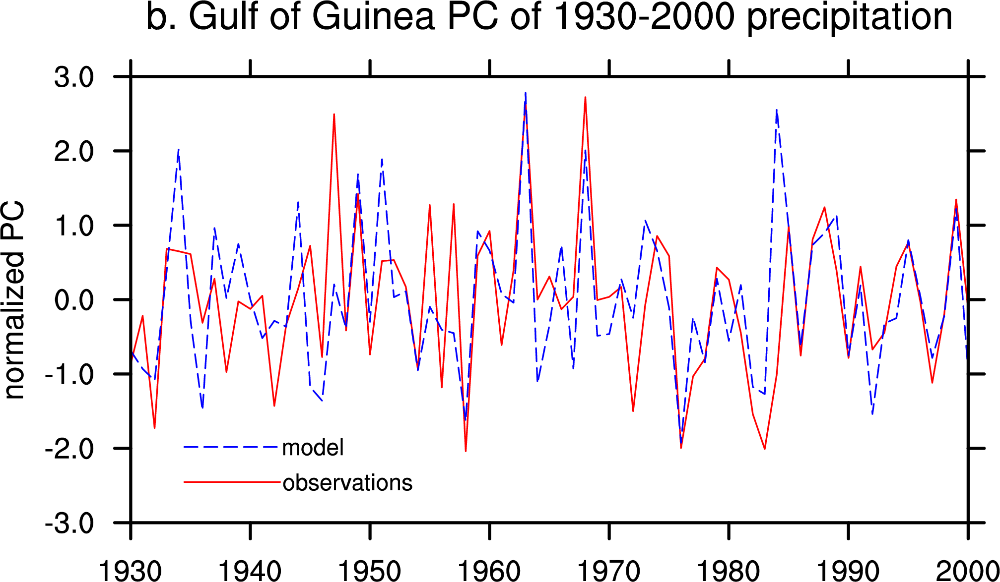 b. Gulf of Guinea PC of 1930-2000 precipitation
normalized PC
3.0
2.0
1.0
0.0
-1.0
-2.0
-3.0
model
observations
1930 1940 1950 1960 1970 1980 1990 2000